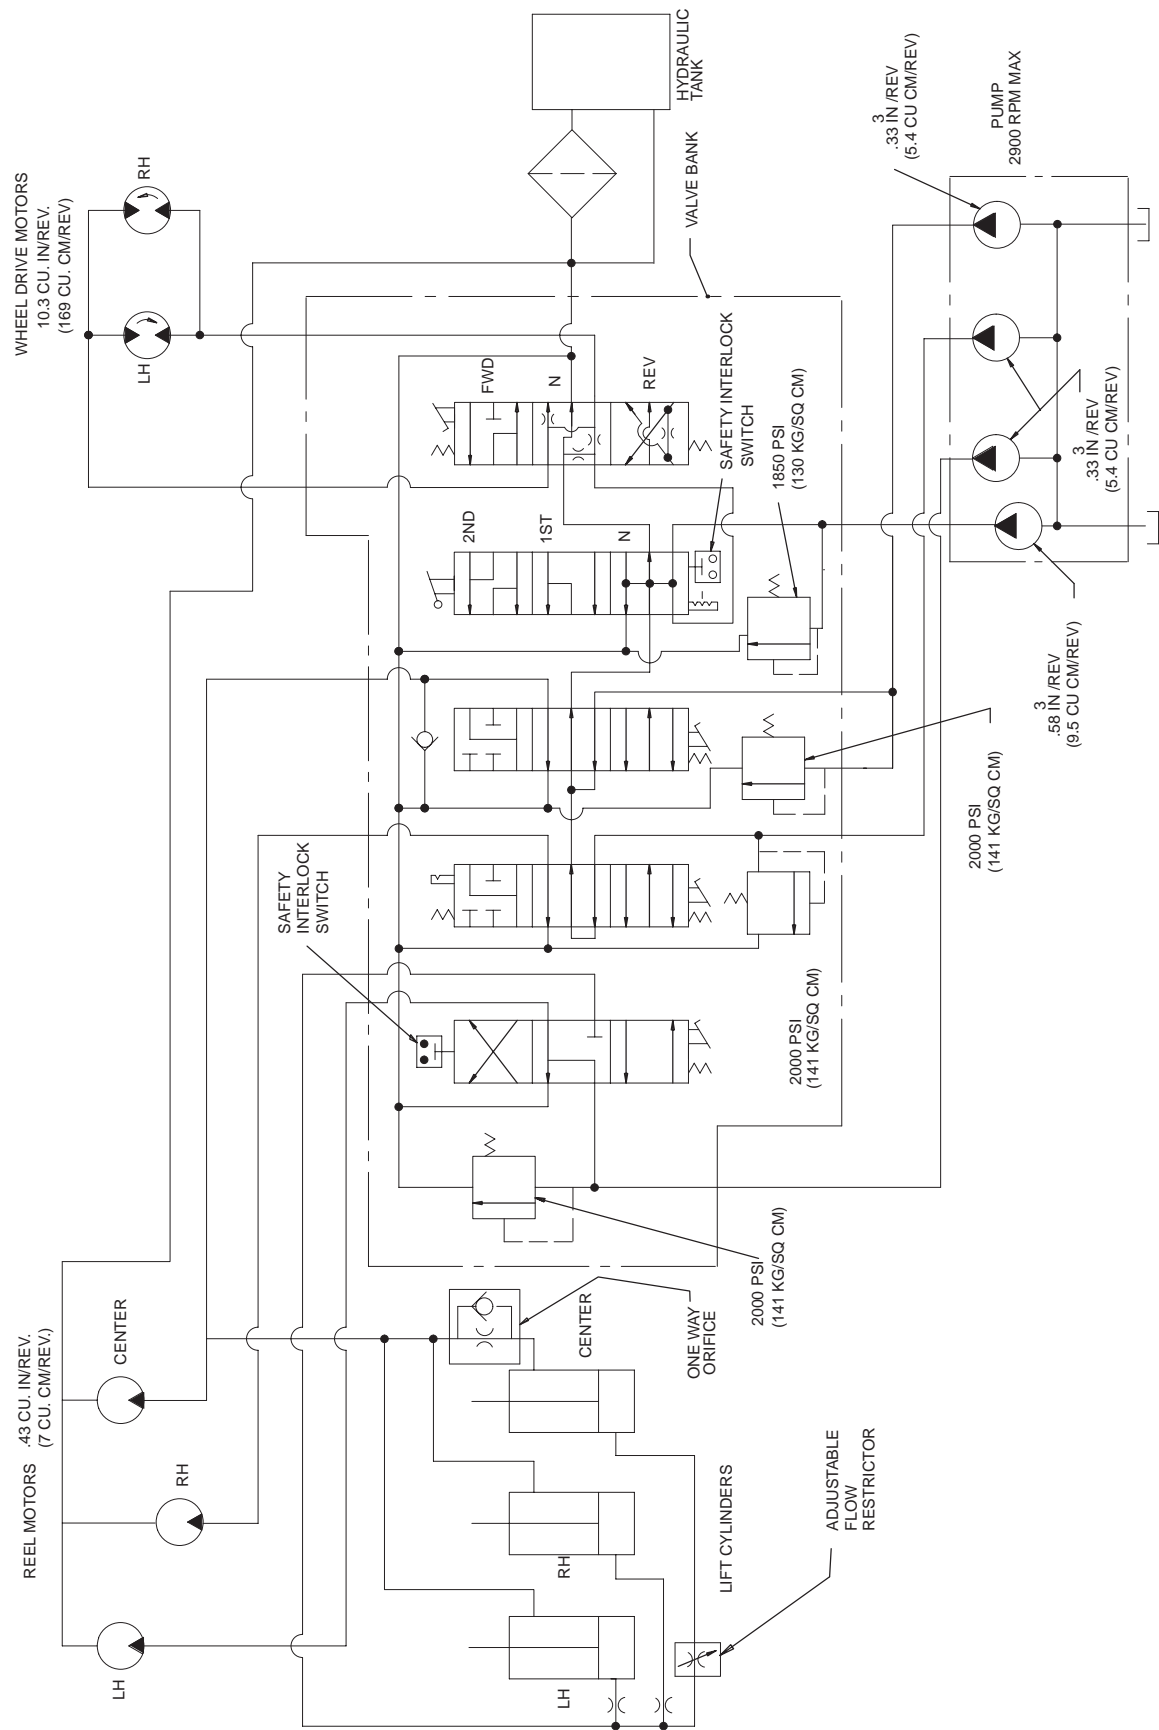 REEL MOTORS .43 CU. IN/REV.
(7 CU. CM/REV.)
LH
RH
CENTER
WHEEL DRIVE MOTORS
10.3 CU. IN/REV.
(169 CU. CM/REV)
LH
RH
HYDRAULIC
TANK
VALVE BANK
SAFETY
INTERLOCK
SWITCH
2ND
1ST
N
FWD
N
REV
SAFETY INTERLOCK
SWITCH
1850 PSI
(130 KG/SQ CM)
2000 PSI
(141 KG/SQ CM)
2000 PSI
(141 KG/SQ CM)
2000 PSI
(141 KG/SQ CM)
LH
RH
CENTER
ONE WAY
ORIFICE
LIFT CYLINDERS
ADJUSTABLE
FLOW
RESTRICTOR
3
.58 IN /REV
(9.5 CU CM/REV)
3
.33 IN /REV
(5.4 CU CM/REV)
3
.33 IN /REV
(5.4 CU CM/REV)
PUMP
2900 RPM MAX